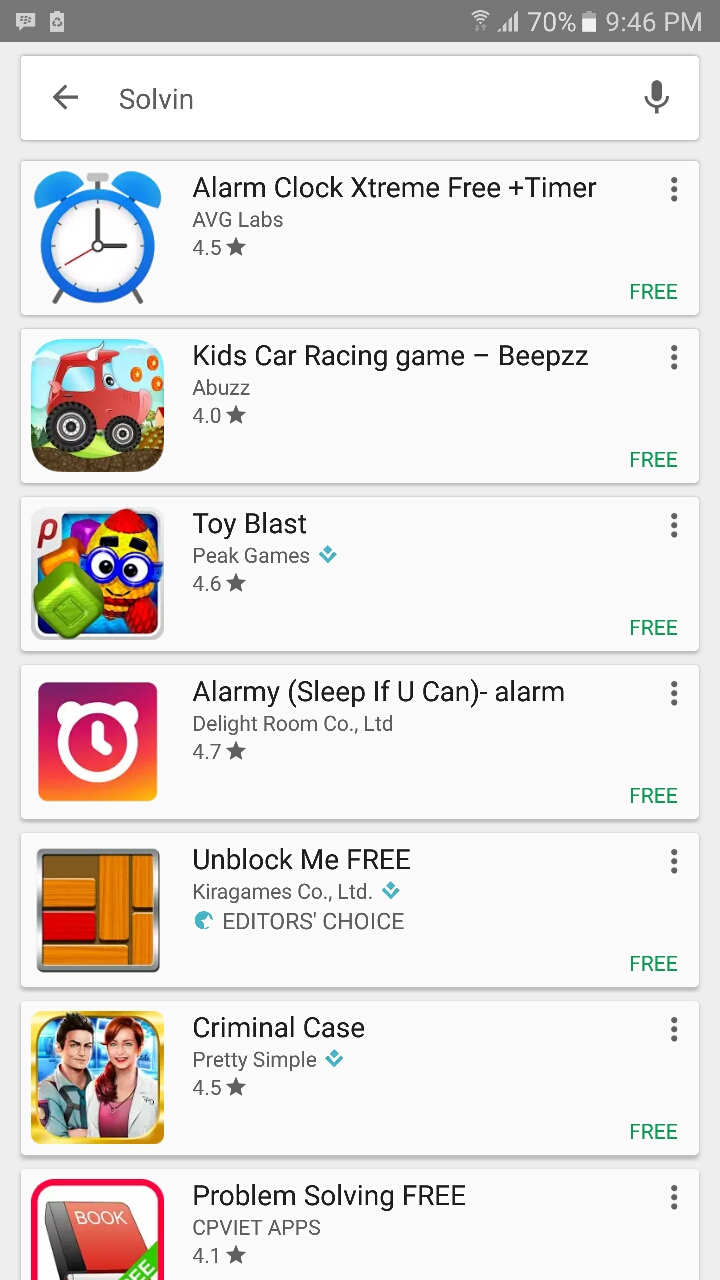 70% 9:46 PM
Solvin
Alarm Clock Xtreme Free +Timer
AVG Labs
4.5
FREE
Kids Car Racing game – Beepzz
Abuzz
4.0
FREE
Toy Blast
Peak Games
4.6
FREE
Alarmy (Sleep If U Can)- alarm
Delight Room Co., Ltd
4.7
FREE
Unblock Me FREE
Kiragames Co., Ltd.
EDITORS' CHOICE
FREE
Criminal Case
Pretty Simple
4.5
FREE
Problem Solving FREE
CPVIET APPS
4.1
BOOK